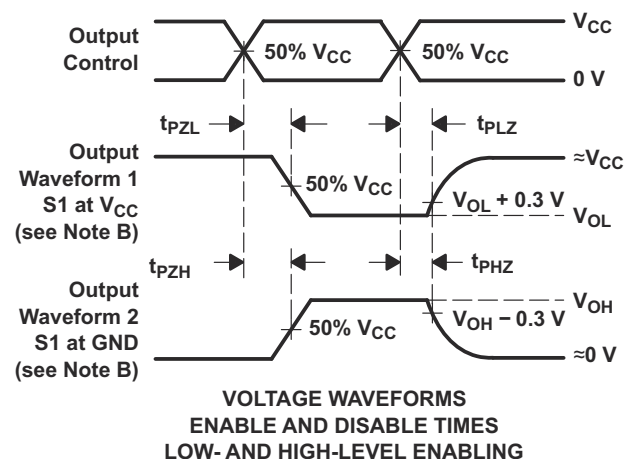 Output
Control
50% VCC
50% VCC
VCC
0 V
tPZL
tPLZ
Output
Waveform 1
S1 at VCC
(see Note B)
50% VCC
≈VCC
VOL + 0.3 V
VOL
tPZH
tPHZ
Output
Waveform 2
S1 at GND
(see Note B)
50% VCC
VOH
VOH − 0.3 V
≈0 V
VOLTAGE WAVEFORMS
ENABLE AND DISABLE TIMES
LOW- AND HIGH-LEVEL ENABLING